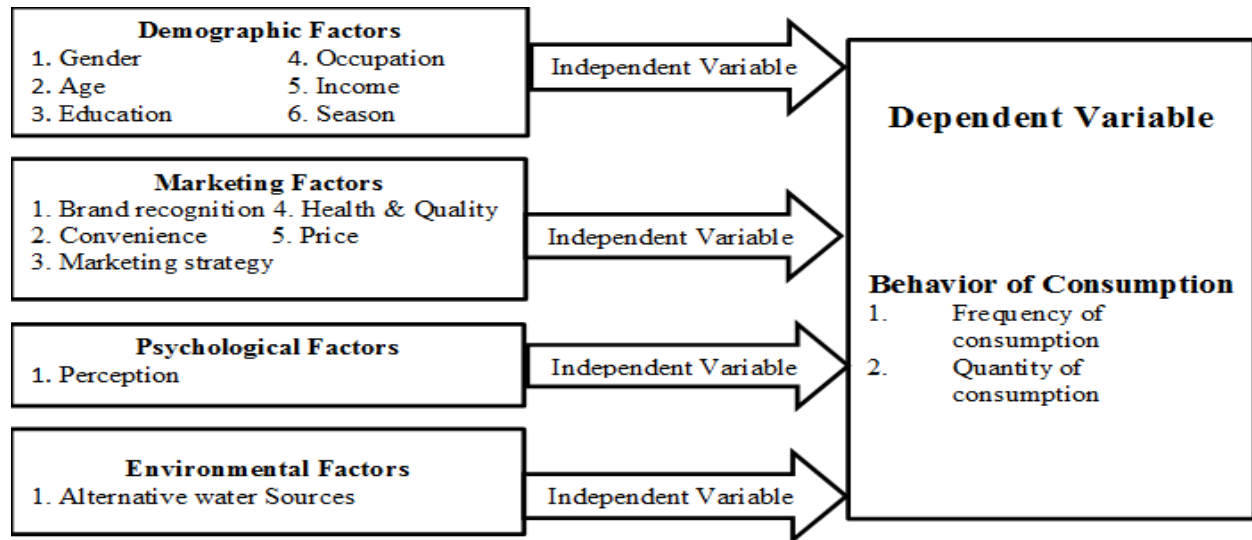 Demographic Factors
1. Gender 4. Occupation
2. Age 5. Income
3. Education 6. Season
Independent Variable
Marketing Factors
1. Brand recognition 4. Health & Quality
2. Convenience 5. Price
3. Marketing strategy
Independent Variable
Psychological Factors
1. Perception
Independent Variable
Environmental Factors
1. Alternative water Sources
Independent Variable
Dependent Variable
Behavior of Consumption
1. Frequency of
consumption
2. Quantity of
consumption